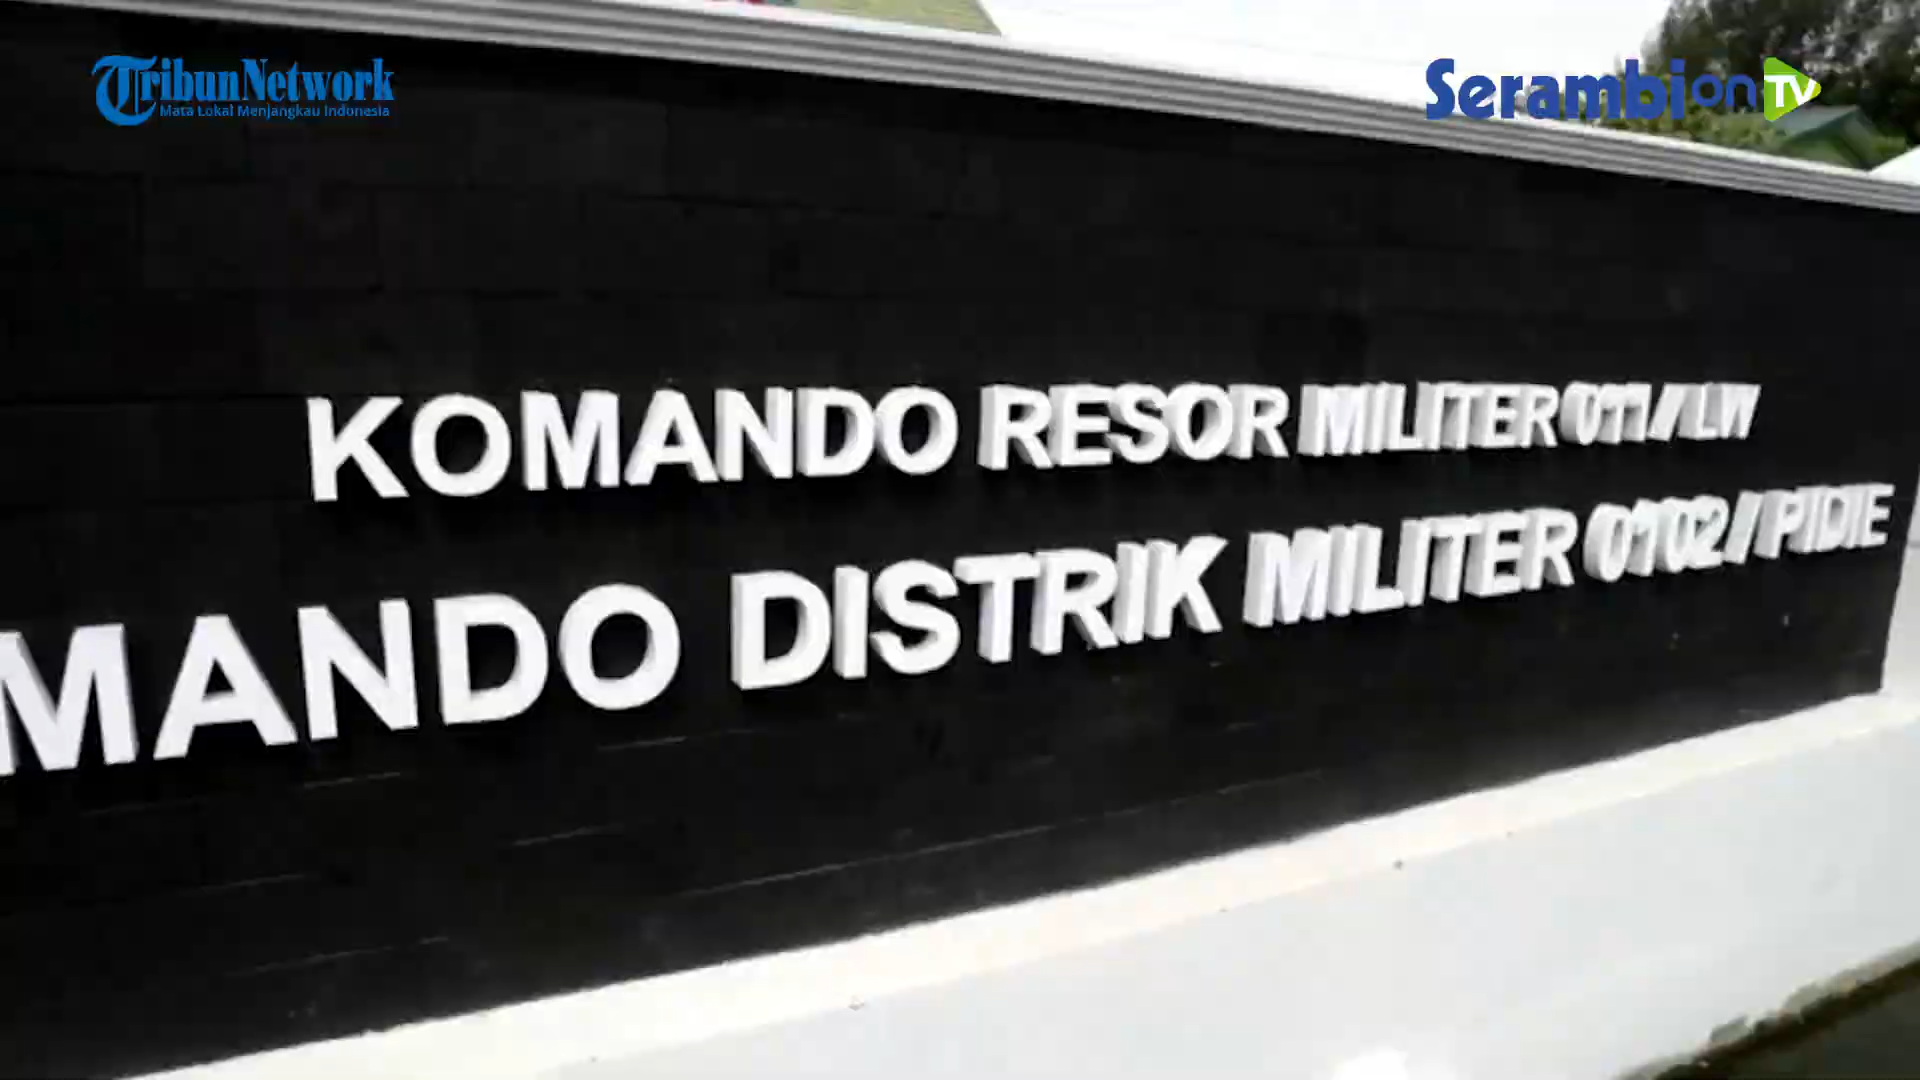 TribunNetwork
Mata Lokal Menjangkau Indonesia
Serambi on TV
KOMANDO RESOR MILITER 011/LW
MANDO DISTRIK MILITER 0102/PIDIE